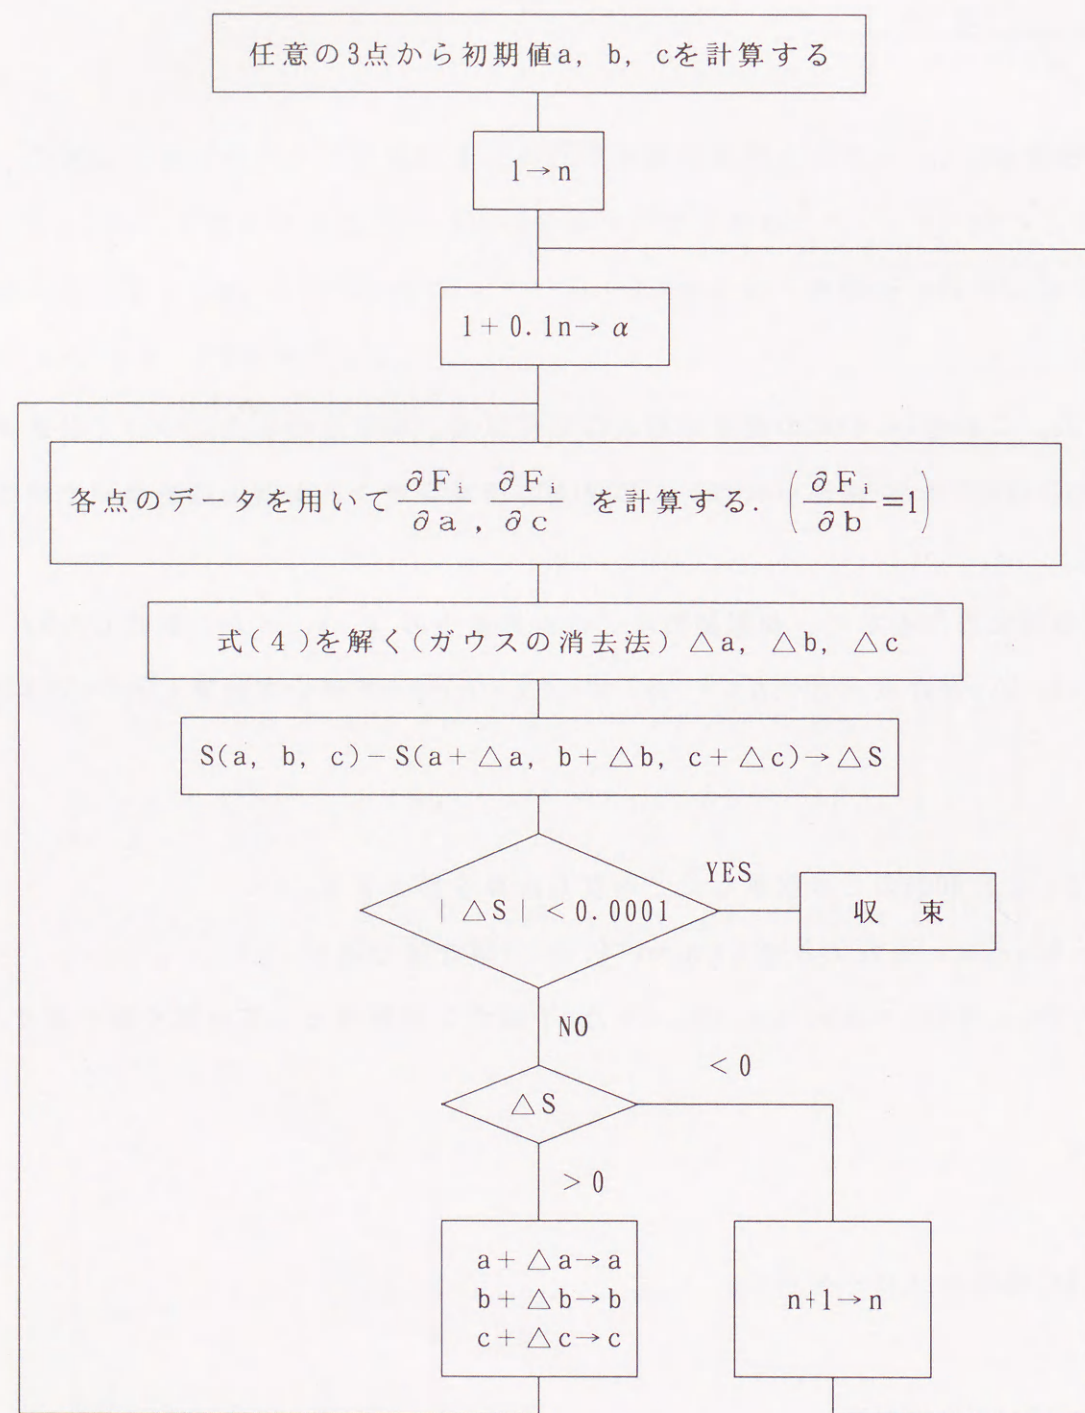 任意の3点から初期値a, b, cを計算する
1→n
1+0.1n→α
各点のデータを用いて∂Fᵢ/∂a, ∂Fᵢ/∂c を計算する. (∂Fᵢ/∂b=1)
式(4)を解く(ガウスの消去法) △a, △b, △c
S(a, b, c)−S(a+△a, b+△b, c+△c)→△S
|△S|<0.0001
YES
収 束
NO
△S
<0
>0
a+△a→a
b+△b→b
c+△c→c
n+1→n